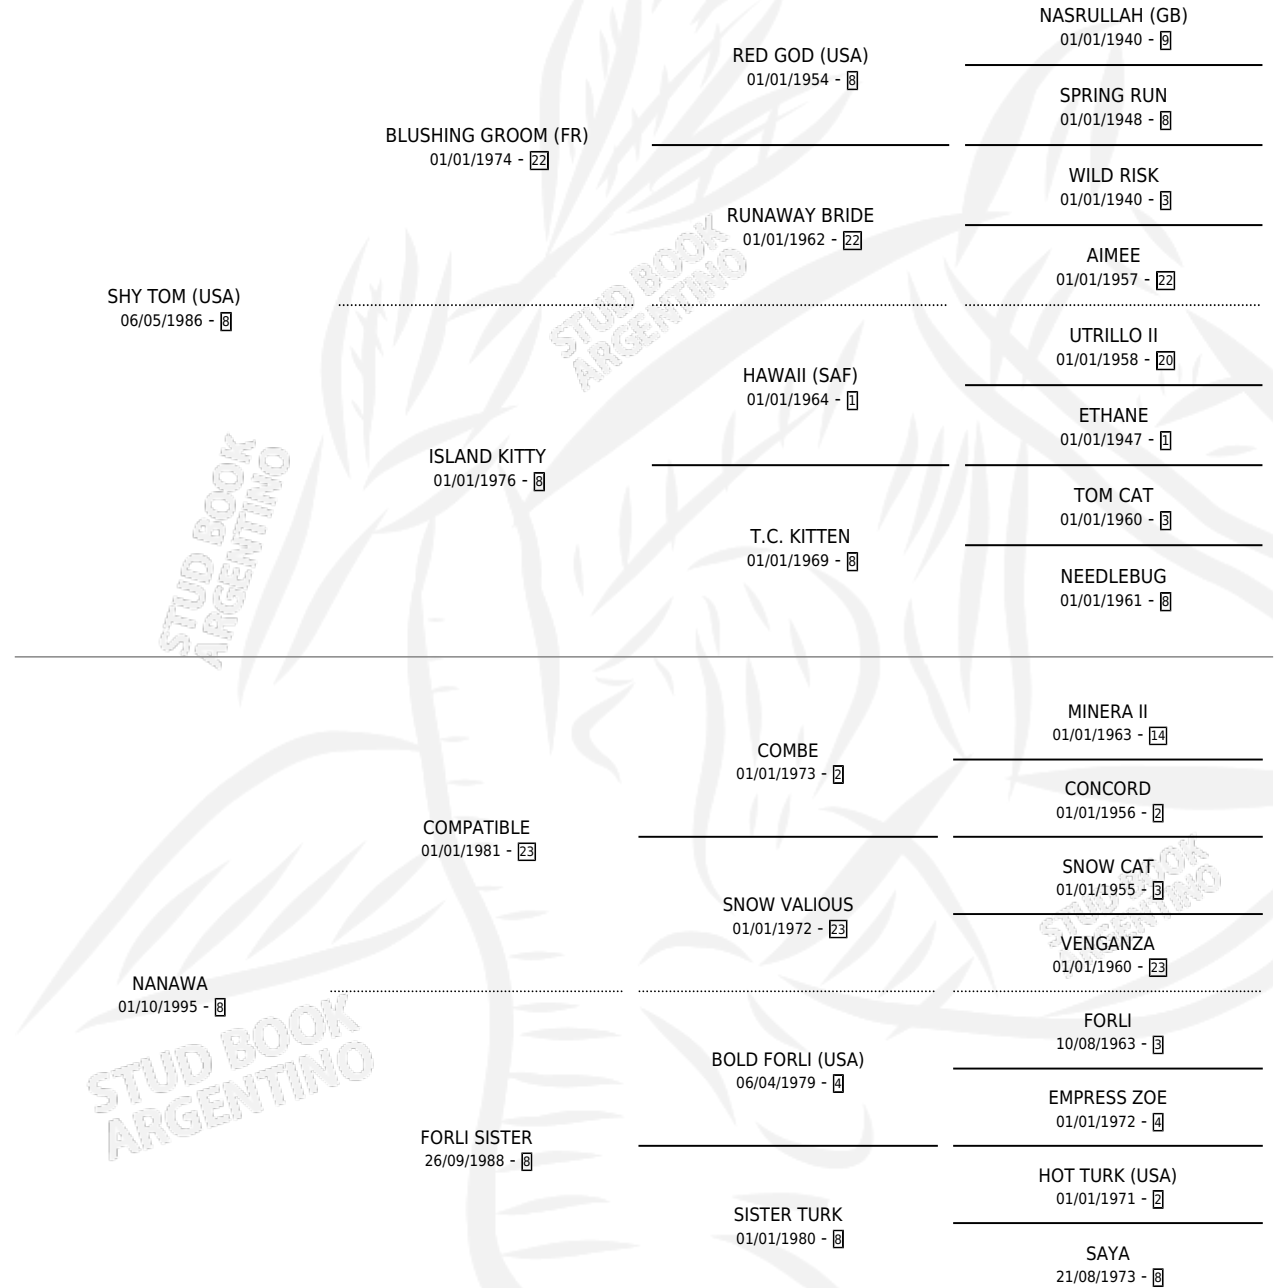 NASRULLAH (GB)
01/01/1940 - 9
RED GOD (USA)
01/01/1954 - 8
SPRING RUN
01/01/1948 - 8
BLUSHING GROOM (FR)
01/01/1974 - 22
WILD RISK
01/01/1940 - 3
RUNAWAY BRIDE
01/01/1962 - 22
AIMEE
01/01/1957 - 22
SHY TOM (USA)
06/05/1986 - 8
UTRILLO II
01/01/1958 - 20
HAWAII (SAF)
01/01/1964 - 1
ETHANE
01/01/1947 - 1
ISLAND KITTY
01/01/1976 - 8
TOM CAT
01/01/1960 - 3
T.C. KITTEN
01/01/1969 - 8
NEEDLEBUG
01/01/1961 - 8
MINERA II
01/01/1963 - 14
COMBE
01/01/1973 - 2
CONCORD
01/01/1956 - 2
COMPATIBLE
01/01/1981 - 23
SNOW CAT
01/01/1955 - 3
SNOW VALIOUS
01/01/1972 - 23
VENGANZA
01/01/1960 - 23
NANAWA
01/10/1995 - 8
FORLI
10/08/1963 - 3
BOLD FORLI (USA)
06/04/1979 - 4
EMPRESS ZOE
01/01/1972 - 4
FORLI SISTER
26/09/1988 - 8
HOT TURK (USA)
01/01/1971 - 2
SISTER TURK
01/01/1980 - 8
SAYA
21/08/1973 - 8
STUD BOOK
ARGENTINO
STUD BOOK
ARGENTINO
STUD BOOK
ARGENTINO
STUD BOOK
ARGENTINO